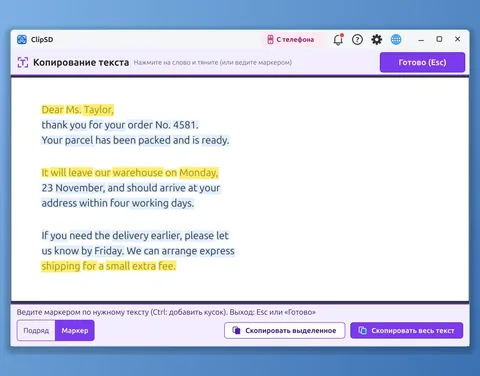 ClipSD
С телефона
Копирование текста
Нажмите на слово и тяните (или ведите маркером)
Готово (Esc)
Dear Ms. Taylor,
thank you for your order No. 4581.
Your parcel has been packed and is ready.
It will leave our warehouse on Monday,
23 November, and should arrive at your
address within four working days.
If you need the delivery earlier, please let
us know by Friday. We can arrange express
shipping for a small extra fee.
Ведите маркером по нужному тексту (Ctrl: добавить кусок). Выход: Esc или «Готово»
Подряд
Маркер
Скопировать выделенное
Скопировать весь текст